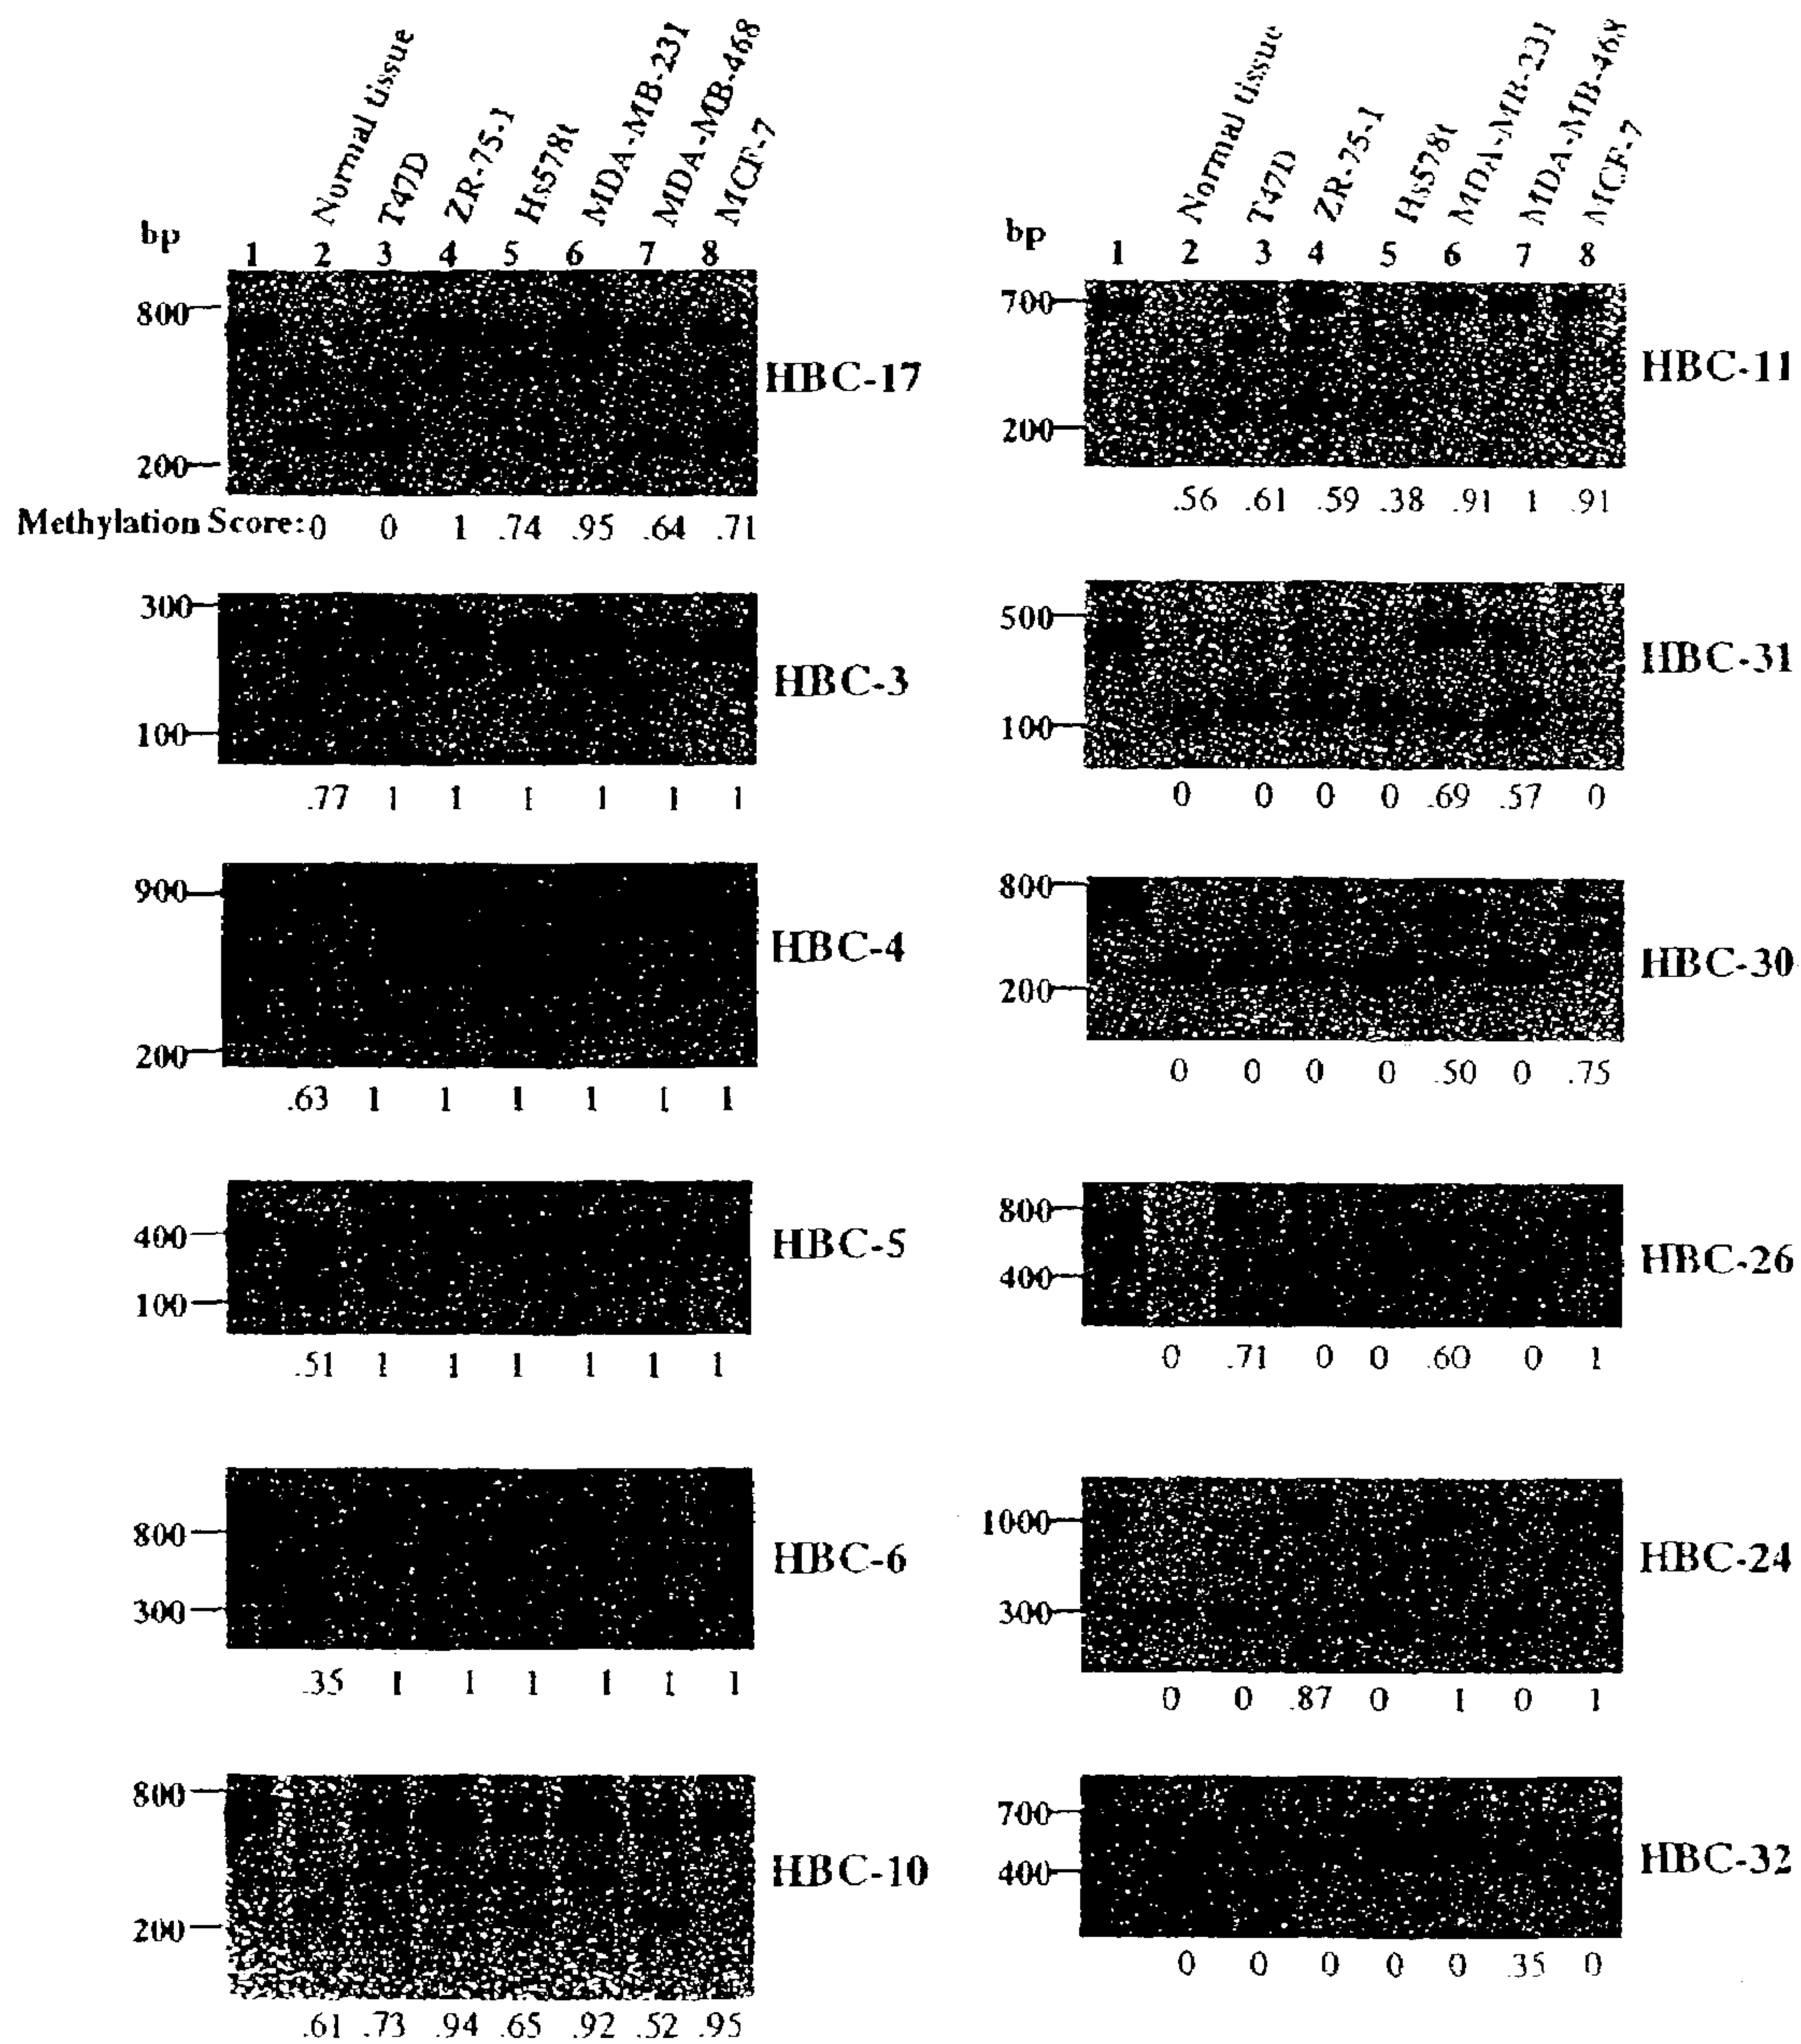 Normal tissue T47D ZR-75-1 Hs578t MDA-MB-231 MDA-MB-468 MCF-7
bp 1 2 3 4 5 6 7 8
800
HBC-17
200
Methylation Score: 0 0 1 .74 .95 .64 .71
300
HBC-3
100
.77 1 1 1 1 1 1
900
HBC-4
200
.63 1 1 1 1 1 1
400
HBC-5
100
.51 1 1 1 1 1 1
800
HBC-6
300
.35 1 1 1 1 1 1
800
HBC-10
200
.61 .73 .94 .65 .92 .52 .95
Normal tissue T47D ZR-75-1 Hs578t MDA-MB-231 MDA-MB-468 MCF-7
bp 1 2 3 4 5 6 7 8
700
HBC-11
200
.56 .61 .59 .38 .91 1 .91
500
HBC-31
100
0 0 0 0 .69 .57 0
800
HBC-30
200
0 0 0 0 .50 0 .75
800
HBC-26
400
0 .71 0 0 .60 0 1
1000
HBC-24
300
0 0 .87 0 1 0 1
700
HBC-32
400
0 0 0 0 0 .35 0